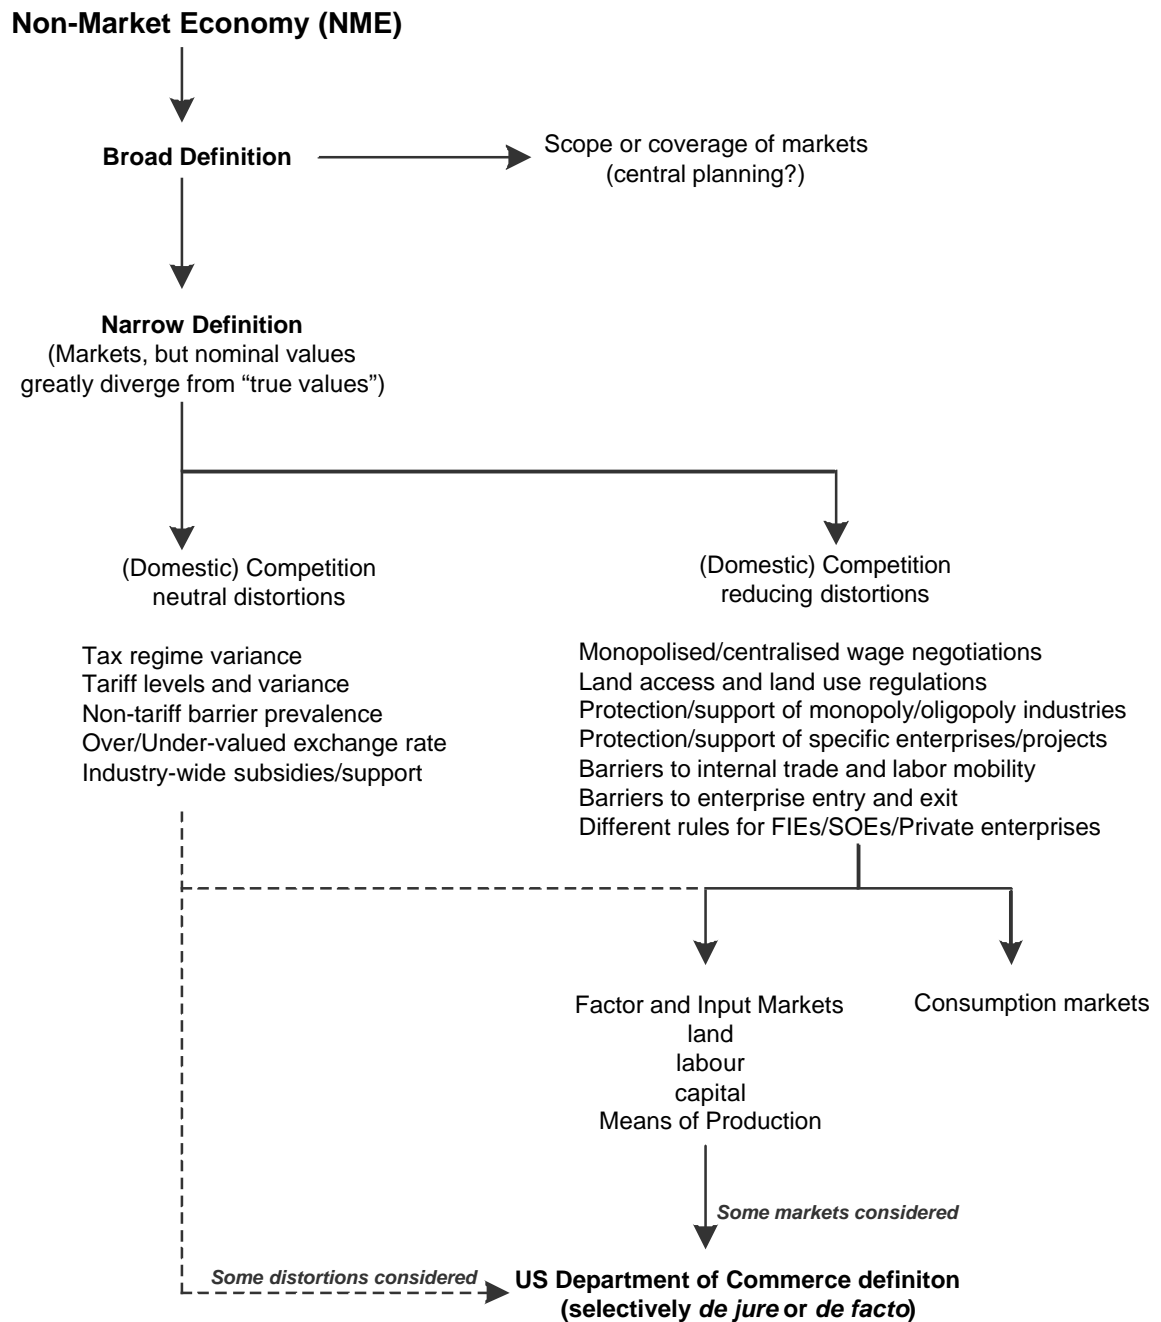 Non-Market Economy (NME)
Broad Definition
Scope or coverage of markets
(central planning?)
Narrow Definition
(Markets, but nominal values
greatly diverge from “true values”)
(Domestic) Competition
neutral distortions
Tax regime variance
Tariff levels and variance
Non-tariff barrier prevalence
Over/Under-valued exchange rate
Industry-wide subsidies/support
(Domestic) Competition
reducing distortions
Monopolised/centralised wage negotiations
Land access and land use regulations
Protection/support of monopoly/oligopoly industries
Protection/support of specific enterprises/projects
Barriers to internal trade and labor mobility
Barriers to enterprise entry and exit
Different rules for FIEs/SOEs/Private enterprises
Factor and Input Markets
land
labour
capital
Means of Production
Consumption markets
Some markets considered
Some distortions considered
US Department of Commerce definiton
(selectively de jure or de facto)